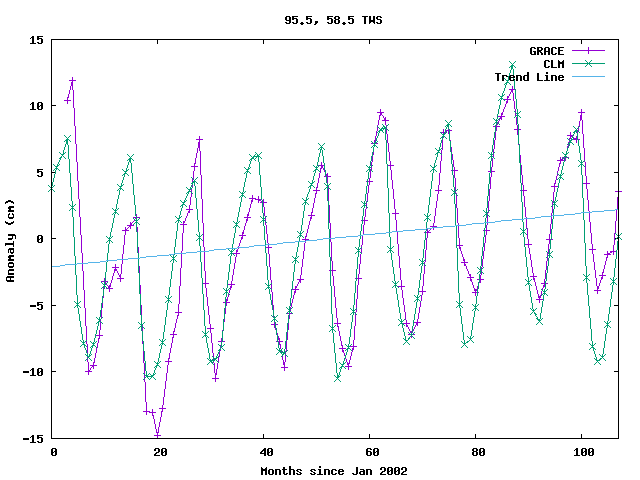 95.5, 58.5 TWS
GRACE
CLM
Trend Line
15
10
5
0
-5
-10
-15
Anomaly (cm)
0 20 40 60 80 100
Months since Jan 2002